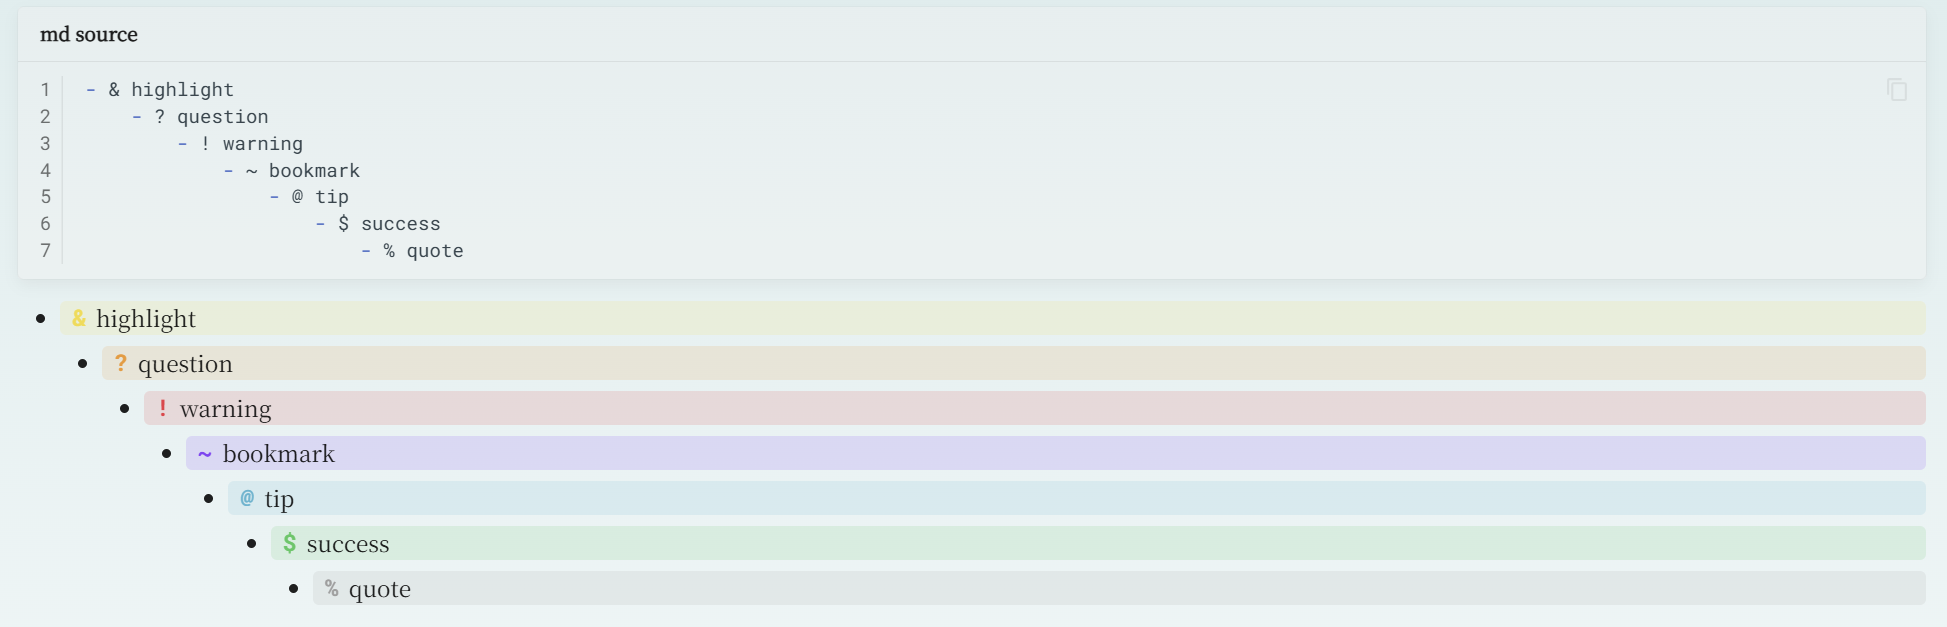 md source
1 - & highlight
2 - ? question
3 - ! warning
4 - ~ bookmark
5 - @ tip
6 - $ success
7 - % quote
• & highlight
• ? question
• ! warning
• ~ bookmark
• @ tip
• $ success
• % quote